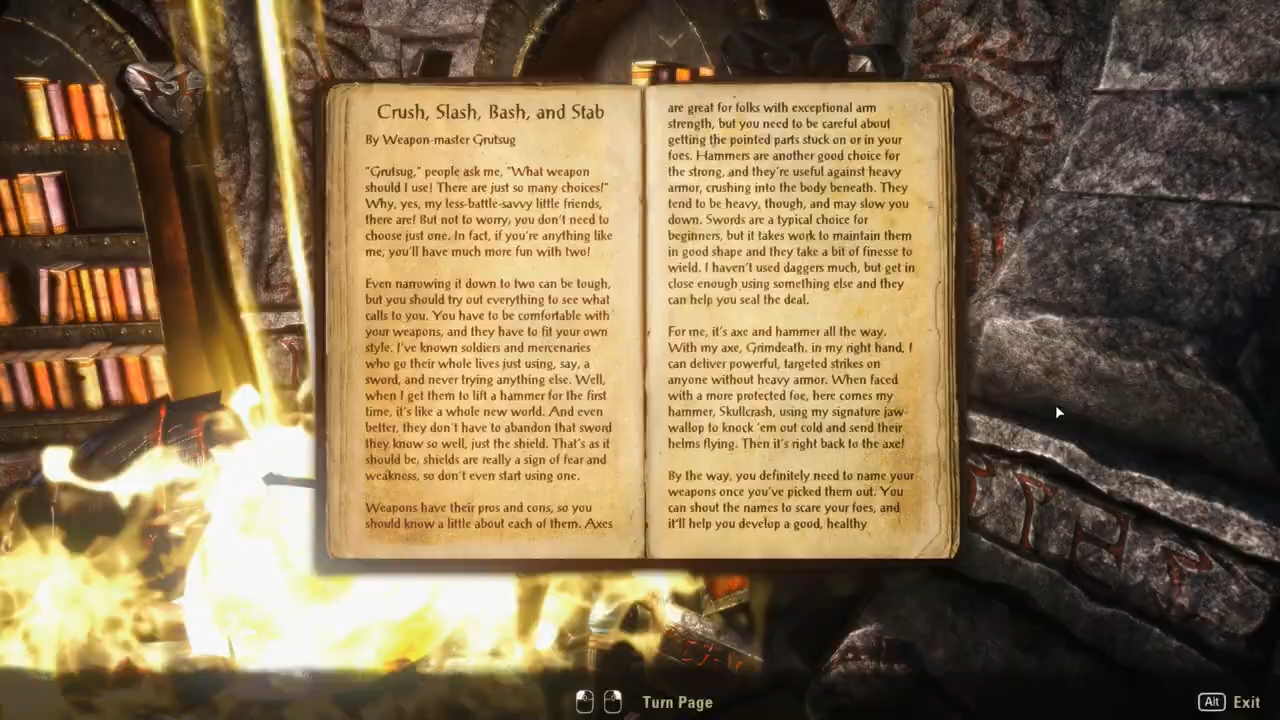 Crush, Slash, Bash, and Stab
By Weapon-master Grutsug
"Grutsug," people ask me, "What weapon
should I use! There are just so many choices!"
Why, yes, my less-battle-savvy little friends,
there are! But not to worry, you don't need to
choose just one. In fact, if you're anything like
me, you'll have much more fun with two!
Even narrowing it down to two can be tough,
but you should try out everything to see what
calls to you. You have to be comfortable with
your weapons, and they have to fit your own
style. I've known soldiers and mercenaries
who go their whole lives just using, say, a
sword, and never trying anything else. Well,
when I get them to lift a hammer for the first
time, it's like a whole new world. And even
better, they don't have to abandon that sword
they know so well, just the shield. That's as it
should be, shields are really a sign of fear and
weakness, so don't even start using one.
Weapons have their pros and cons, so you
should know a little about each of them. Axes
are great for folks with exceptional arm
strength, but you need to be careful about
getting the pointed parts stuck on or in your
foes. Hammers are another good choice for
the strong, and they're useful against heavy
armor, crushing into the body beneath. They
tend to be heavy, though, and may slow you
down. Swords are a typical choice for
beginners, but it takes work to maintain them
in good shape and they take a bit of finesse to
wield. I haven't used daggers much, but get in
close enough using something else and they
can help you seal the deal.
For me, it's axe and hammer all the way.
With my axe, Grimdeath, in my right hand, I
can deliver powerful, targeted strikes on
anyone without heavy armor. When faced
with a more protected foe, here comes my
hammer, Skullcrash, using my signature jaw-
wallop to knock 'em out cold and send their
helms flying. Then it's right back to the axe!
By the way, you definitely need to name your
weapons once you've picked them out. You
can shout the names to scare your foes, and
it'll help you develop a good, healthy
Turn Page
Alt Exit